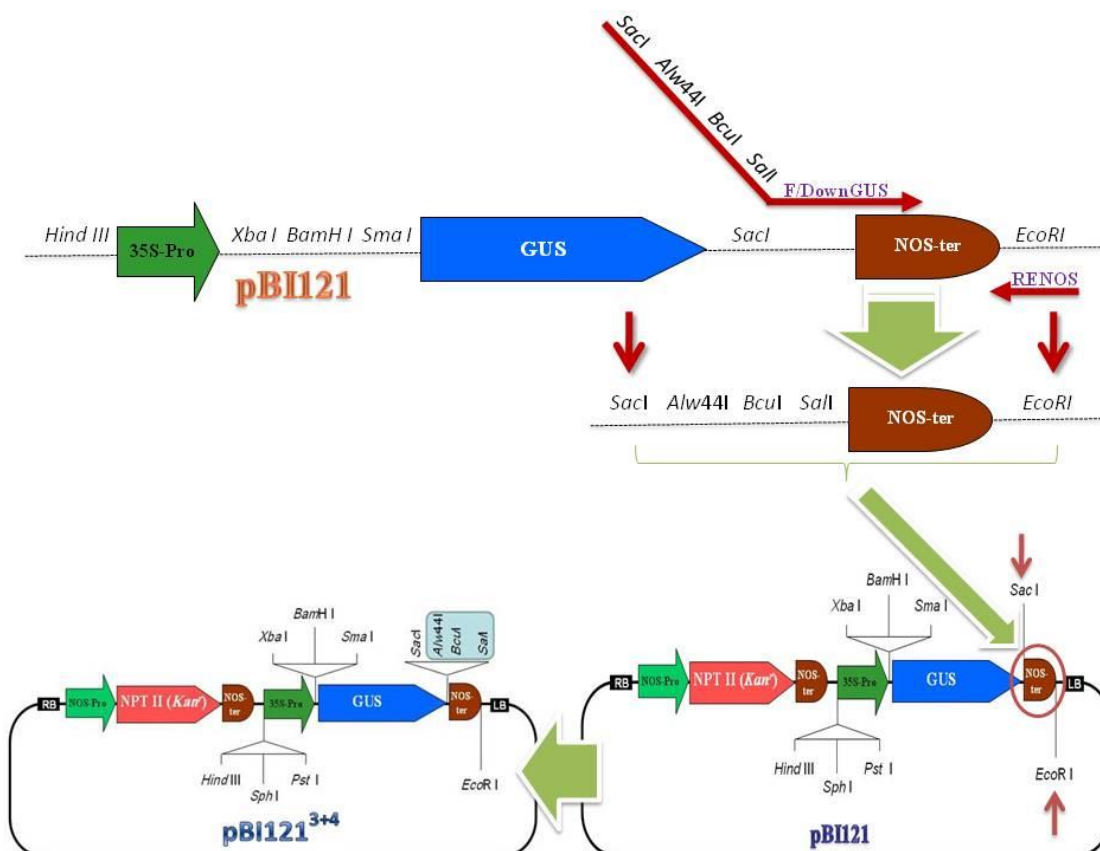 SacI
Alw44I
BcuI
SalI
F/DownGUS
Hind III
35S-Pro
Xba I BamH I Sma I
GUS
SacI
NOS-ter
EcoRI
pBI121
RENOS
SacI Alw44I BcuI SalI
NOS-ter
EcoRI
BamH I
Xba I
Sma I
SacI
Alw44I
BcuI
SalI
RB
NOS-Pro
NPT II (Kanʳ)
NOS-ter
35S-Pro
GUS
NOS-ter
LB
Hind III
Sph I
Pst I
EcoR I
pBI121³⁺⁴
BamH I
Xba I
Sma I
Sac I
RB
NOS-Pro
NPT II (Kanʳ)
NOS-ter
35S-Pro
GUS
NOS-ter
LB
Hind III
Sph I
Pst I
EcoR I
pBI121